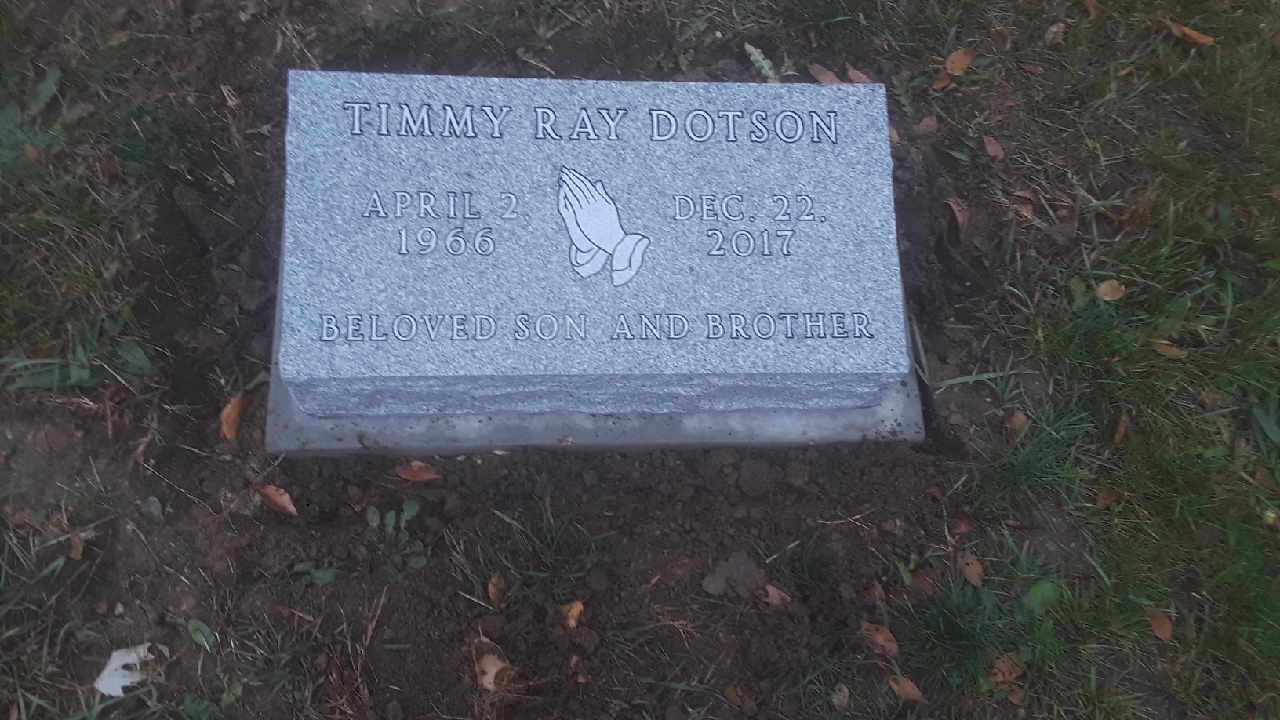 TIMMY RAY DOTSON
APRIL 2, DEC. 22,
1966 2017
BELOVED SON AND BROTHER